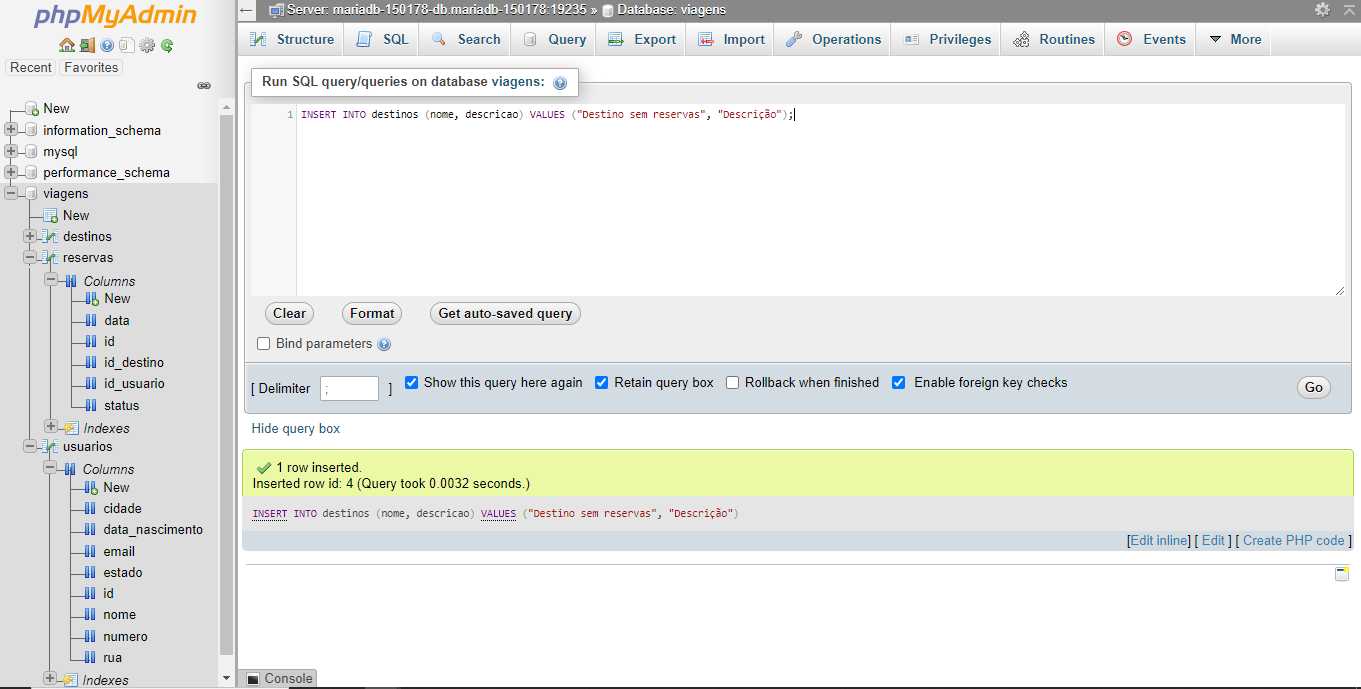 phpMyAdmin
Recent Favorites
New
information_schema
mysql
performance_schema
viagens
New
destinos
reservas
Columns
New
data
id
id_destino
id_usuario
status
Indexes
usuarios
Columns
New
cidade
data_nascimento
email
estado
id
nome
numero
rua
Indexes
Server: mariadb-150178-db.mariadb-150178:19235 » Database: viagens
Structure SQL Search Query Export Import Operations Privileges Routines Events More
Run SQL query/queries on database viagens:
1 INSERT INTO destinos (nome, descricao) VALUES ("Destino sem reservas", "Descrição");
Clear Format Get auto-saved query
Bind parameters
[ Delimiter ; ] Show this query here again Retain query box Rollback when finished Enable foreign key checks Go
Hide query box
1 row inserted.
Inserted row id: 4 (Query took 0.0032 seconds.)
INSERT INTO destinos (nome, descricao) VALUES ("Destino sem reservas", "Descrição")
[Edit inline] [ Edit ] [ Create PHP code ]
Console